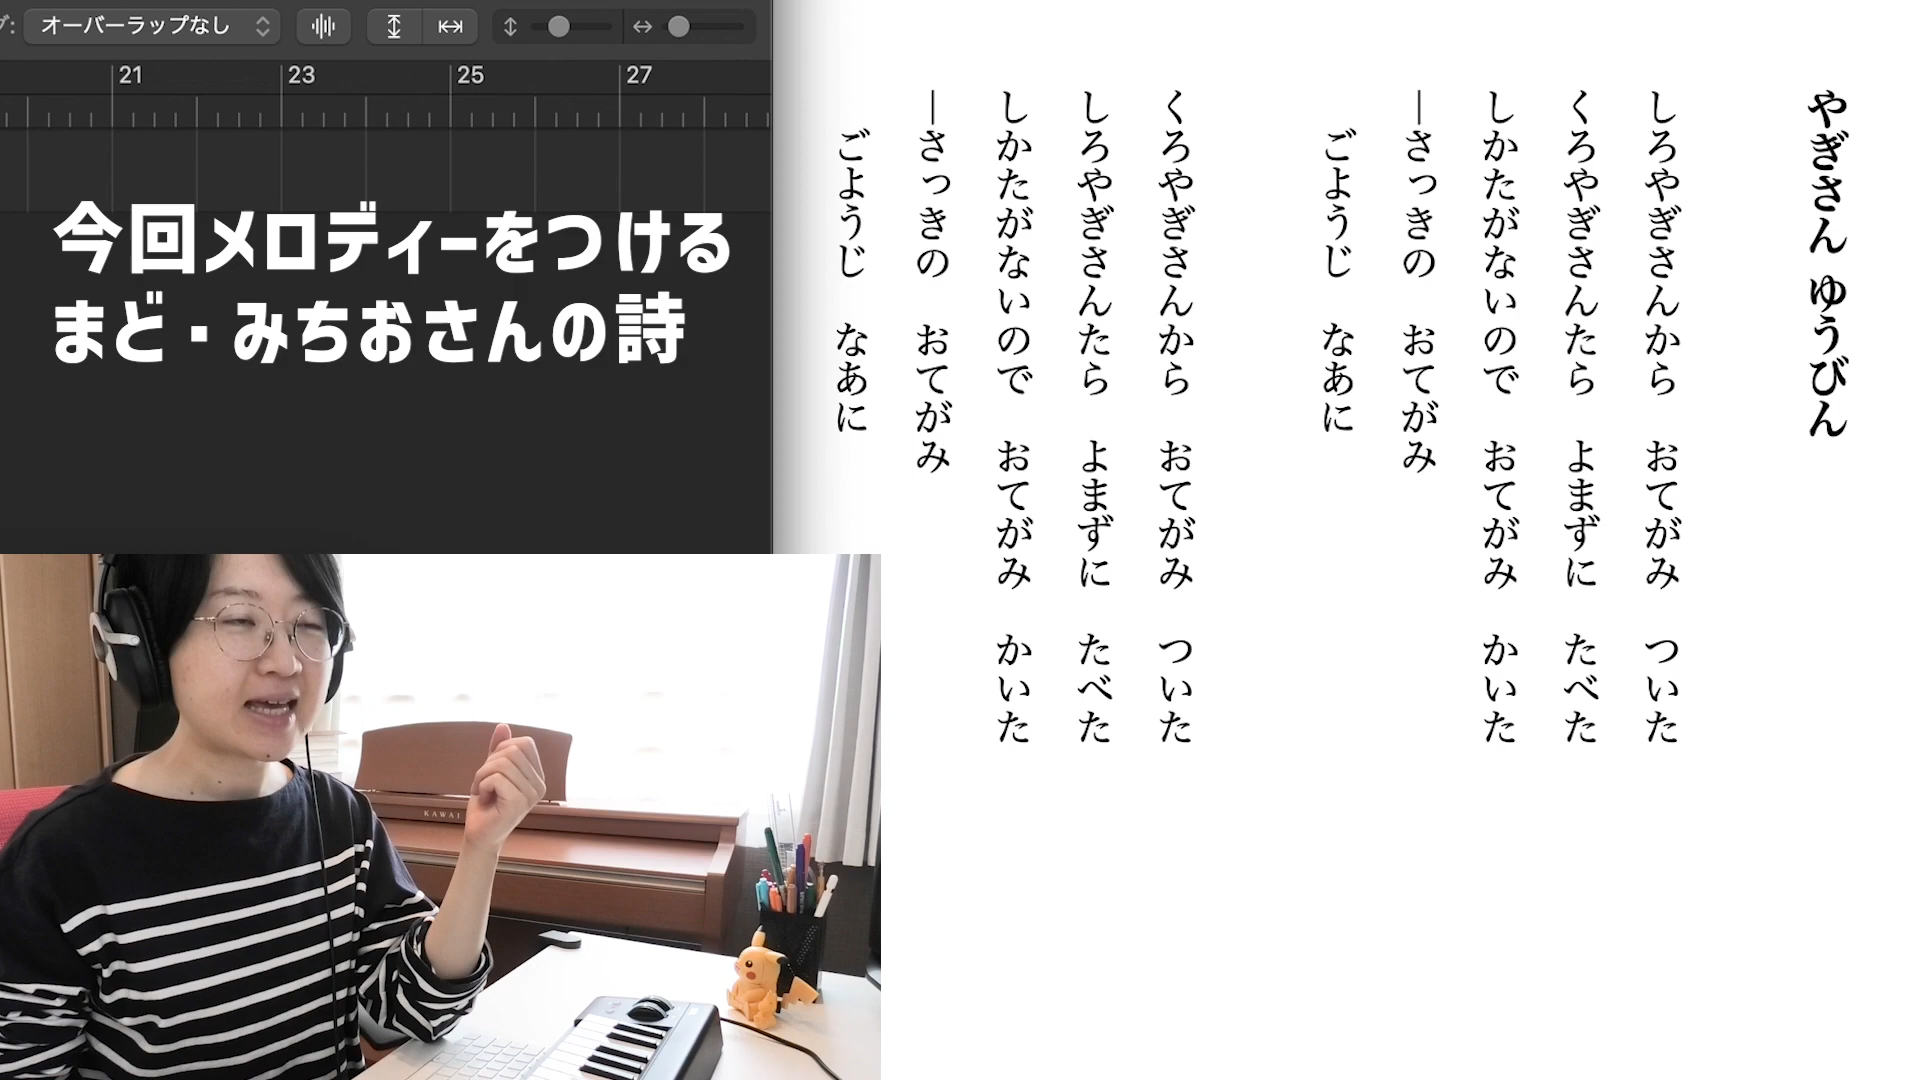 オーバーラップなし
21 23 25 27
今回メロディーをつける
まど・みちおさんの詩
やぎさん ゆうびん
しろやぎさんから　おてがみ　ついた
くろやぎさんたら　よまずに　たべた
しかたがないので　おてがみ　かいた
―さっきの　おてがみ
ごようじ　なあに
くろやぎさんから　おてがみ　ついた
しろやぎさんたら　よまずに　たべた
しかたがないので　おてがみ　かいた
―さっきの　おてがみ
ごようじ　なあに
KAWAI